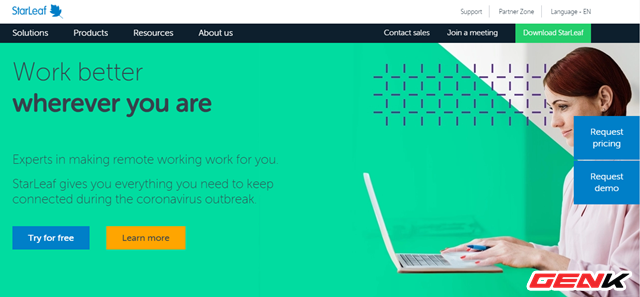 StarLeaf
Support
Partner Zone
Language - EN
Solutions
Products
Resources
About us
Contact sales
Join a meeting
Download StarLeaf
Work better
wherever you are
Experts in making remote working work for you.
StarLeaf gives you everything you need to keep
connected during the coronavirus outbreak.
Try for free
Learn more
Request
pricing
Request
demo
GENK